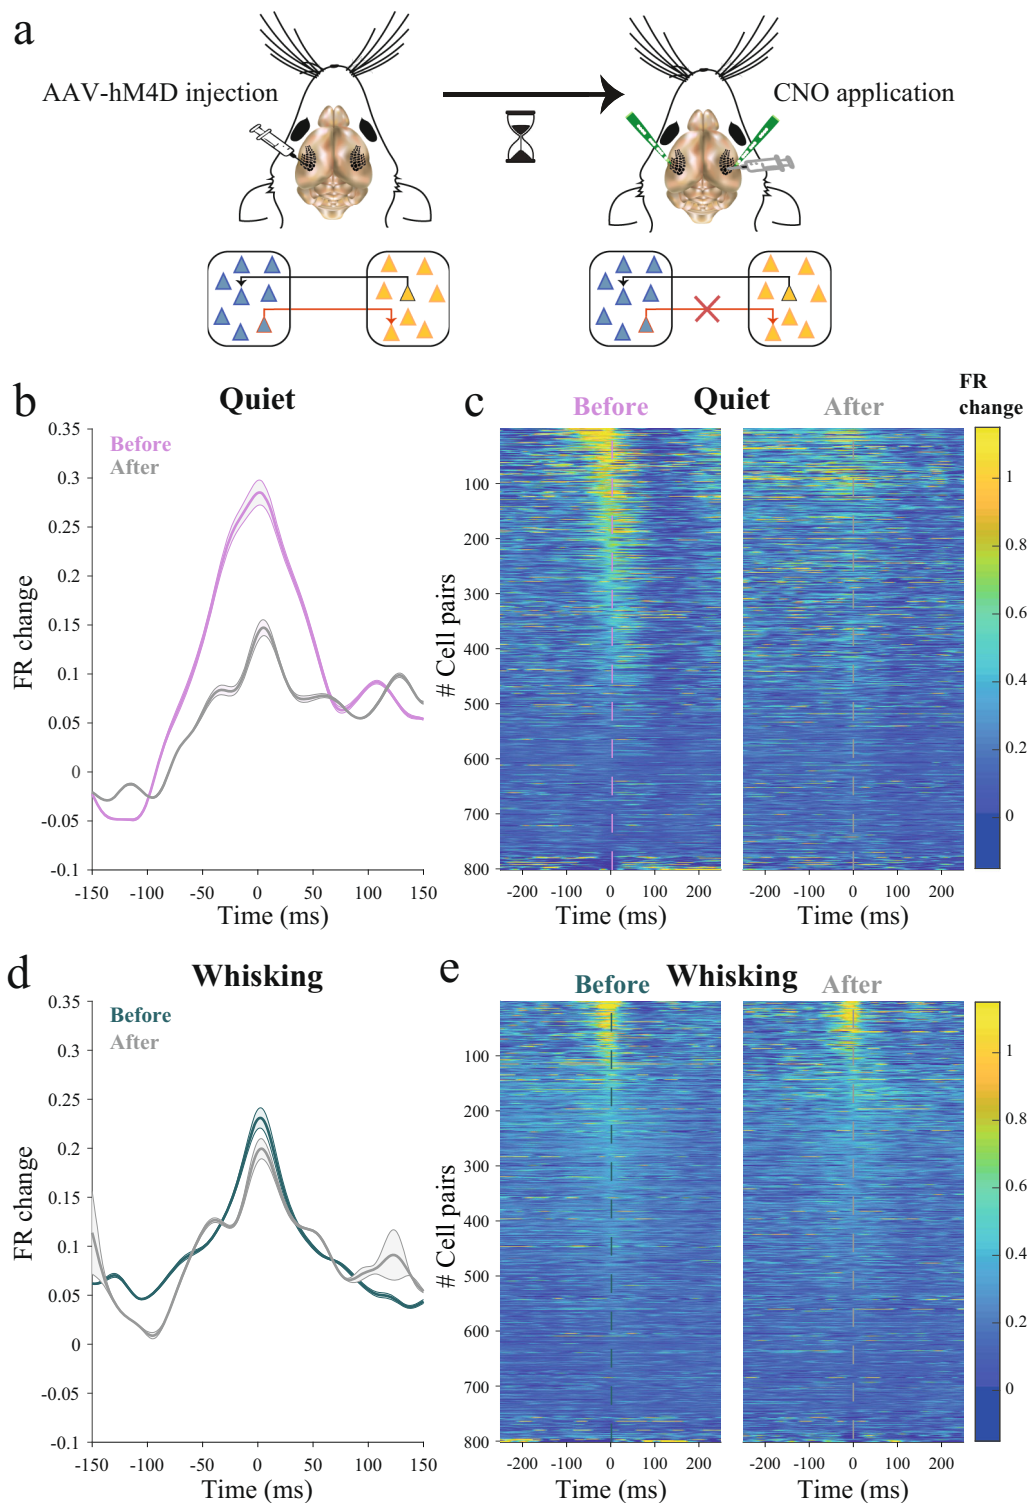 a
AAV-hM4D injection
CNO application
b
Quiet
Before
After
0.35
0.3
0.25
0.2
0.15
0.1
0.05
0
-0.05
-0.1
FR change
-150 -100 -50 0 50 100 150
Time (ms)
c
Before Quiet After
FR
change
# Cell pairs
100
200
300
400
500
600
700
800
-200 -100 0 100 200
Time (ms)
-200 -100 0 100 200
Time (ms)
1
0.8
0.6
0.4
0.2
0
d
Whisking
Before
After
0.35
0.3
0.25
0.2
0.15
0.1
0.05
0
-0.05
-0.1
FR change
-150 -100 -50 0 50 100 150
Time (ms)
e
Before Whisking After
# Cell pairs
100
200
300
400
500
600
700
800
-200 -100 0 100 200
Time (ms)
-200 -100 0 100 200
Time (ms)
1
0.8
0.6
0.4
0.2
0